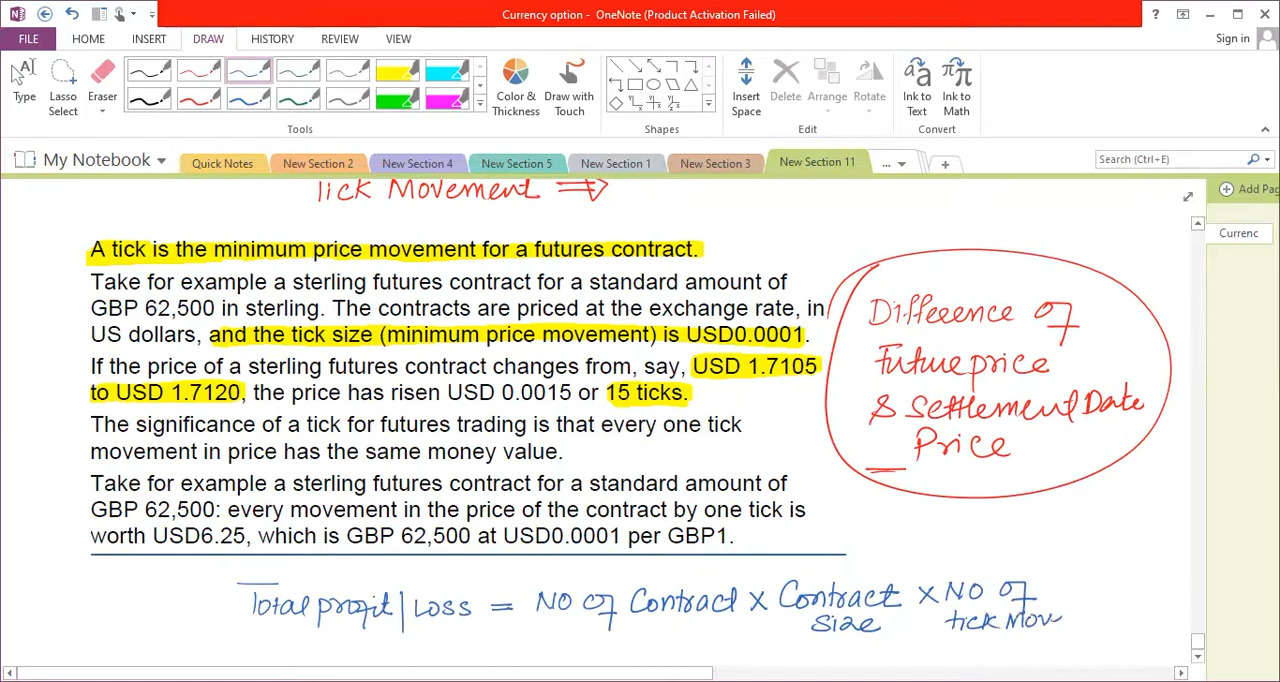 Currency option - OneNote (Product Activation Failed)
FILE HOME INSERT DRAW HISTORY REVIEW VIEW Sign in
Type Lasso Select Eraser Color & Thickness Draw with Touch Insert Space Delete Arrange Rotate Ink to Text Ink to Math
Tools Shapes Edit Convert
My Notebook Quick Notes New Section 2 New Section 4 New Section 5 New Section 1 New Section 3 New Section 11 ... Search (Ctrl+E)
Add Pag
Currenc
Tick Movement ⇒
A tick is the minimum price movement for a futures contract.
Take for example a sterling futures contract for a standard amount of
GBP 62,500 in sterling. The contracts are priced at the exchange rate, in
US dollars, and the tick size (minimum price movement) is USD0.0001.
If the price of a sterling futures contract changes from, say, USD 1.7105
to USD 1.7120, the price has risen USD 0.0015 or 15 ticks.
The significance of a tick for futures trading is that every one tick
movement in price has the same money value.
Take for example a sterling futures contract for a standard amount of
GBP 62,500: every movement in the price of the contract by one tick is
worth USD6.25, which is GBP 62,500 at USD0.0001 per GBP1.
Difference of
Future price
& Settlement Date
Price
Total profit | Loss = NO of Contract x Contract size x NO of tick Mov